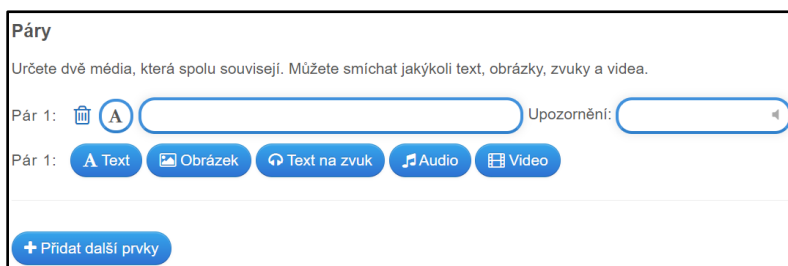 Páry
Určete dvě média, která spolu souvisejí. Můžete smíchat jakýkoli text, obrázky, zvuky a videa.
Pár 1: A Upozornění:
Pár 1: A Text Obrázek Text na zvuk Audio Video
+ Přidat další prvky